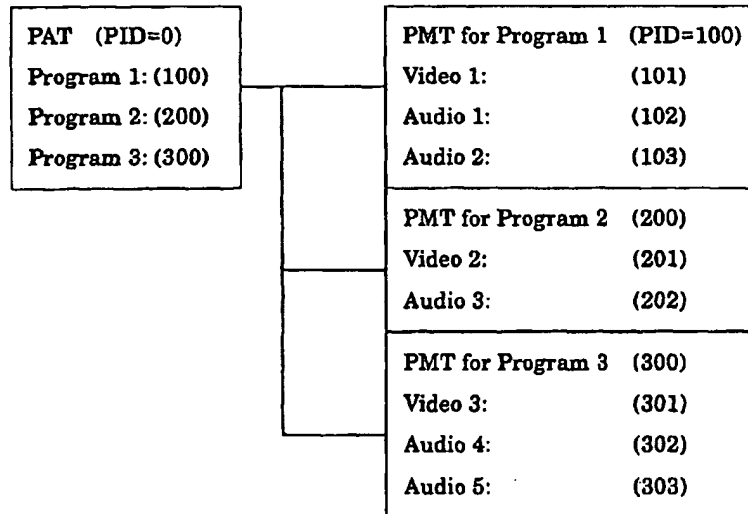 PAT (PID=0)
Program 1: (100)
Program 2: (200)
Program 3: (300)
PMT for Program 1 (PID=100)
Video 1: (101)
Audio 1: (102)
Audio 2: (103)
PMT for Program 2 (200)
Video 2: (201)
Audio 3: (202)
PMT for Program 3 (300)
Video 3: (301)
Audio 4: (302)
Audio 5: (303)